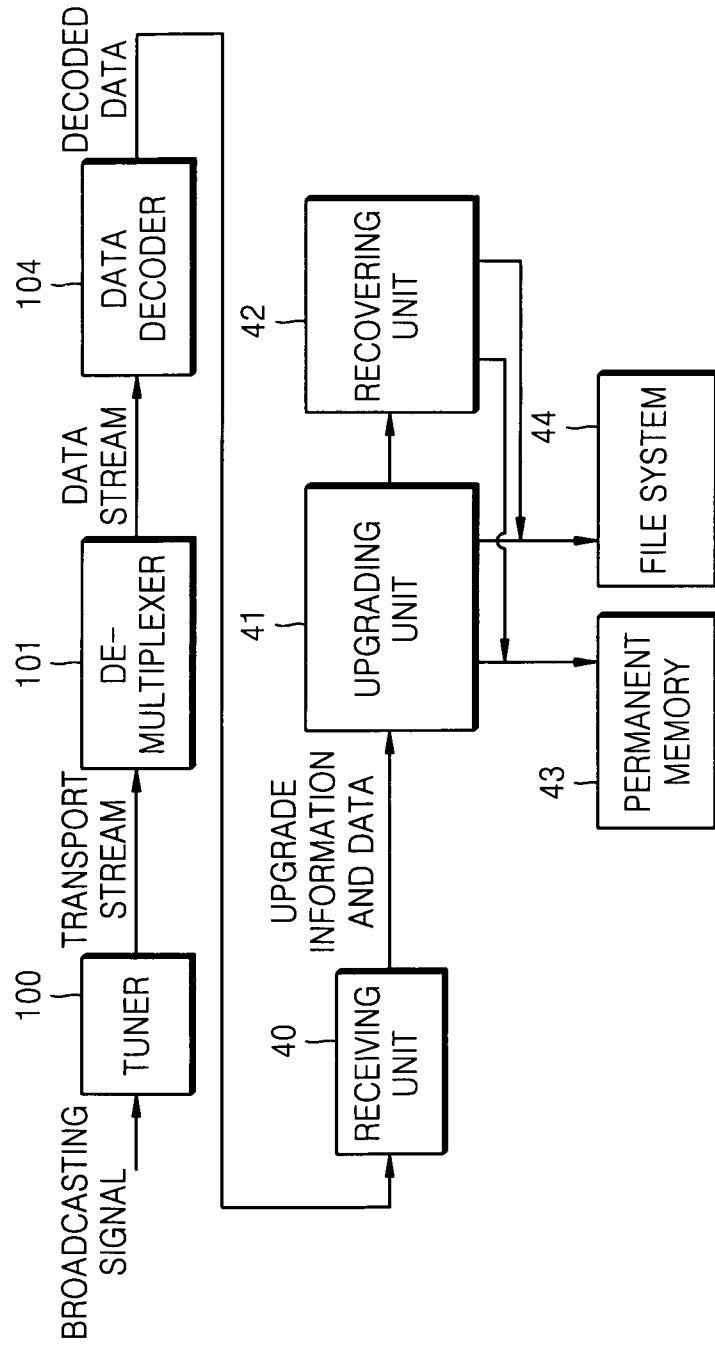 BROADCASTING
SIGNAL
100
TUNER
TRANSPORT
STREAM
101
DE-
MULTIPLEXER
DATA
STREAM
104
DATA
DECODER
DECODED
DATA
40
RECEIVING
UNIT
UPGRADE
INFORMATION
AND DATA
41
UPGRADING
UNIT
42
RECOVERING
UNIT
43
PERMANENT
MEMORY
44
FILE SYSTEM